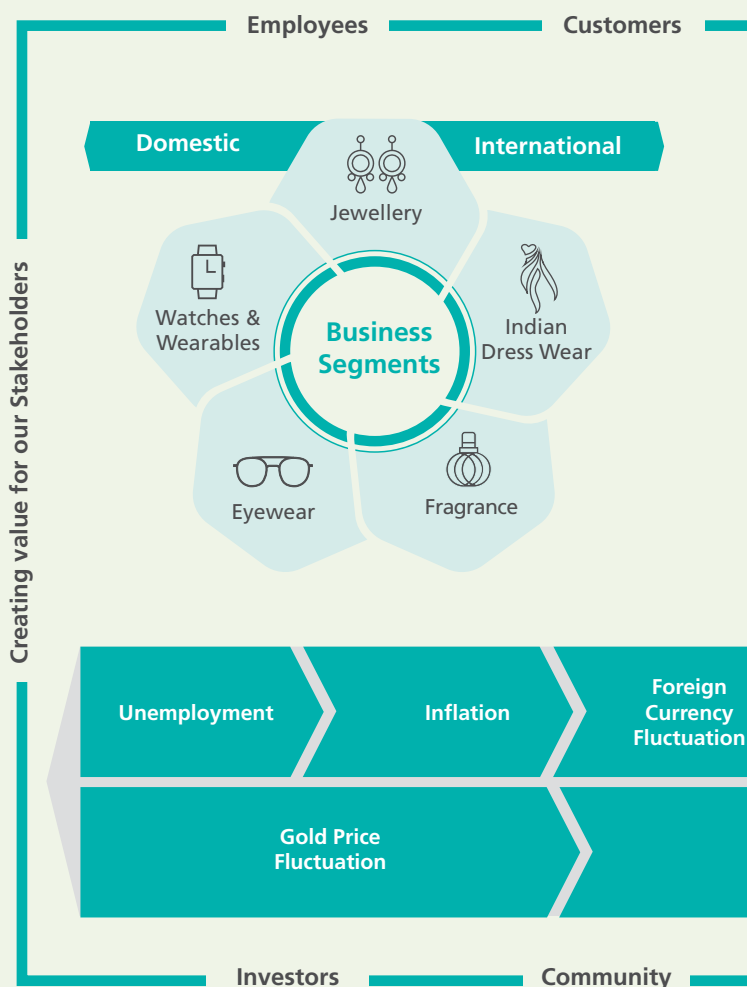 Employees
Customers
Creating value for our Stakeholders
Domestic
International
Jewellery
Watches &
Wearables
Indian
Dress Wear
Business
Segments
Eyewear
Fragrance
Unemployment
Inflation
Foreign
Currency
Fluctuation
Gold Price
Fluctuation
Investors
Community